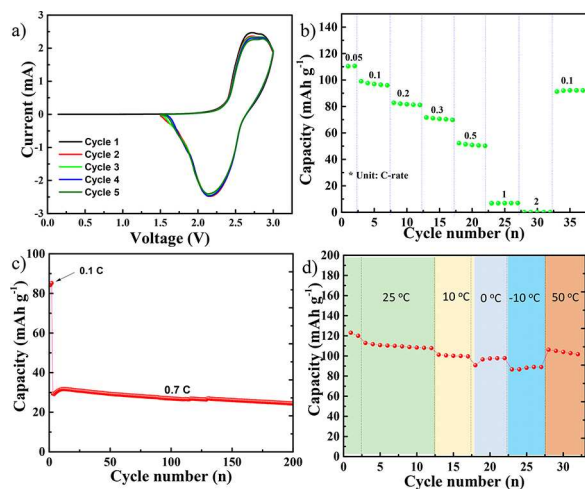 a)
Current (mA)
3
2
1
0
-1
-2
-3
Cycle 1
Cycle 2
Cycle 3
Cycle 4
Cycle 5
0.5 1.0 1.5 2.0 2.5 3.0
Voltage (V)
b)
Capacity (mAh g⁻¹)
140
120
100
80
60
40
20
0
0.05
0.1
0.2
0.3
0.5
1
2
0.1
* Unit: C-rate
0 5 10 15 20 25 30 35
Cycle number (n)
c)
Capacity (mAh g⁻¹)
100
80
60
40
20
0
0.1 C
0.7 C
0 50 100 150 200
Cycle number (n)
d)
Capacity (mAh g⁻¹)
200
180
160
140
120
100
80
60
40
20
0
25 ºC
10 ºC
0 ºC
-10 ºC
50 ºC
0 5 10 15 20 25 30
Cycle number (n)